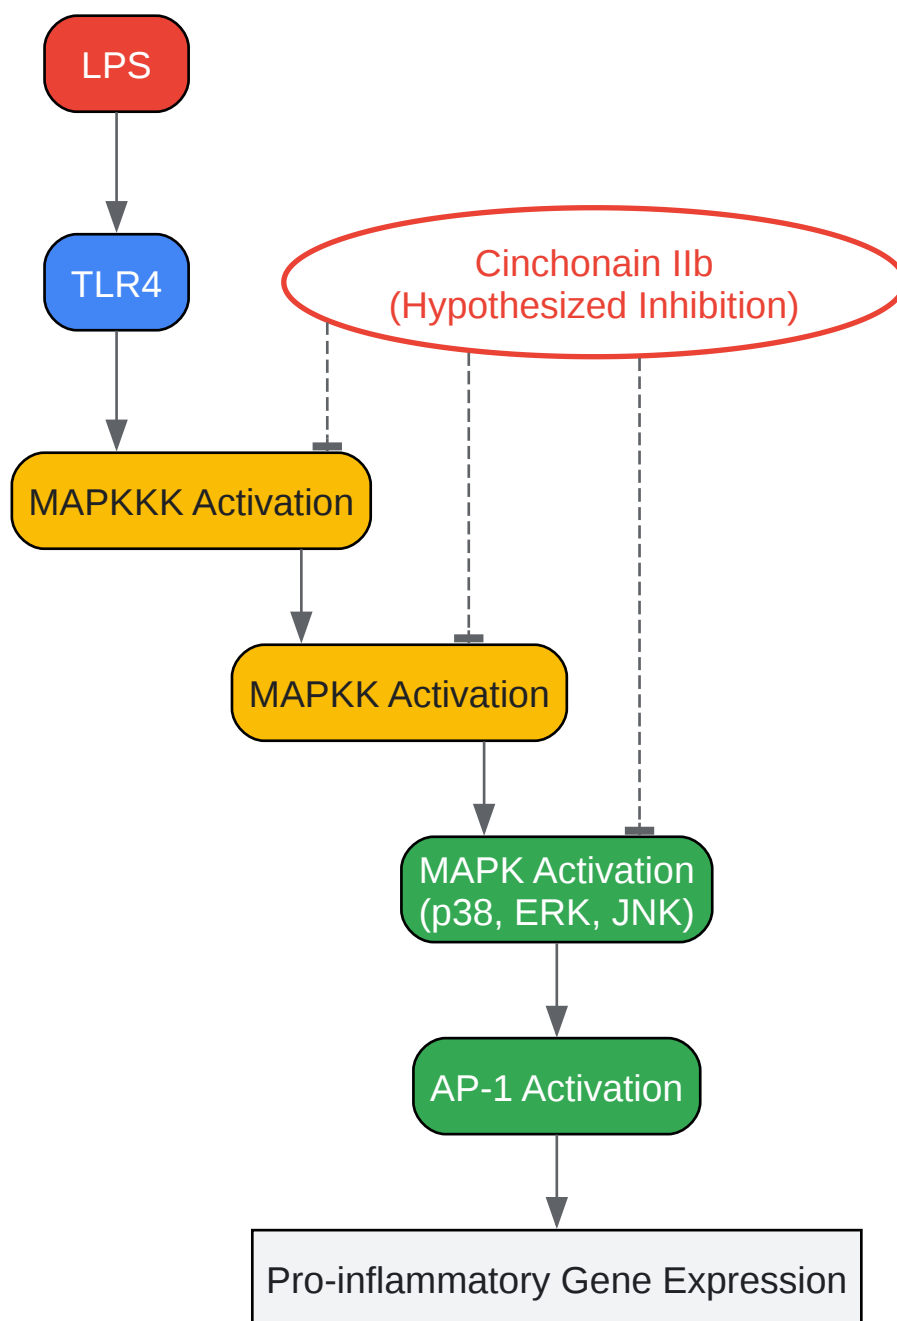 LPS
TLR4
Cinchonain IIb
(Hypothesized Inhibition)
MAPKKK Activation
MAPKK Activation
MAPK Activation
(p38, ERK, JNK)
AP-1 Activation
Pro-inflammatory Gene Expression